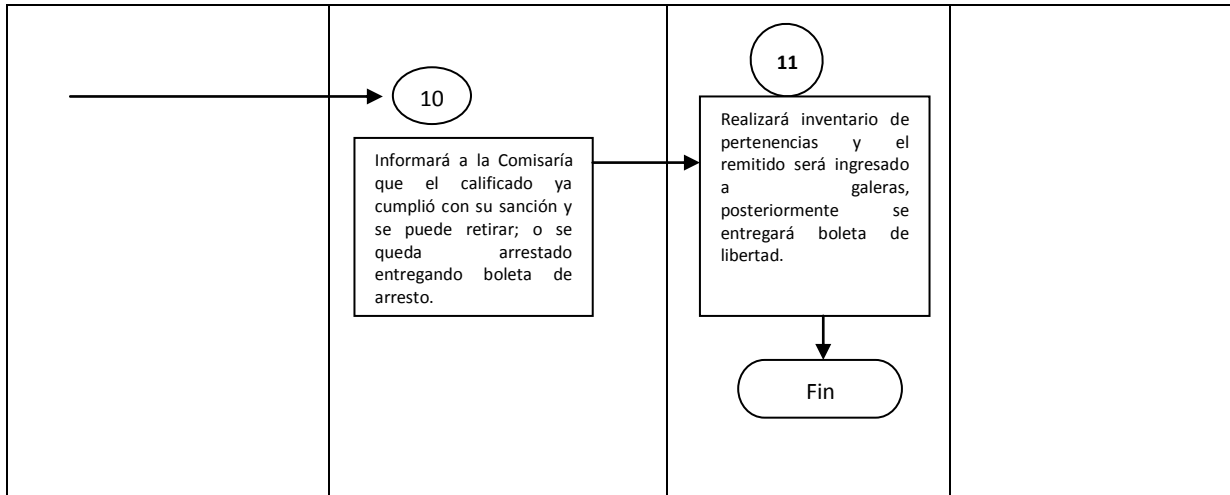 10
Informará a la Comisaría
que el calificado ya
cumplió con su sanción y
se puede retirar; o se
queda arrestado
entregando boleta de
arresto.
11
Realizará inventario de
pertenencias y el
remitido será ingresado
a galeras,
posteriormente se
entregará boleta de
libertad.
Fin